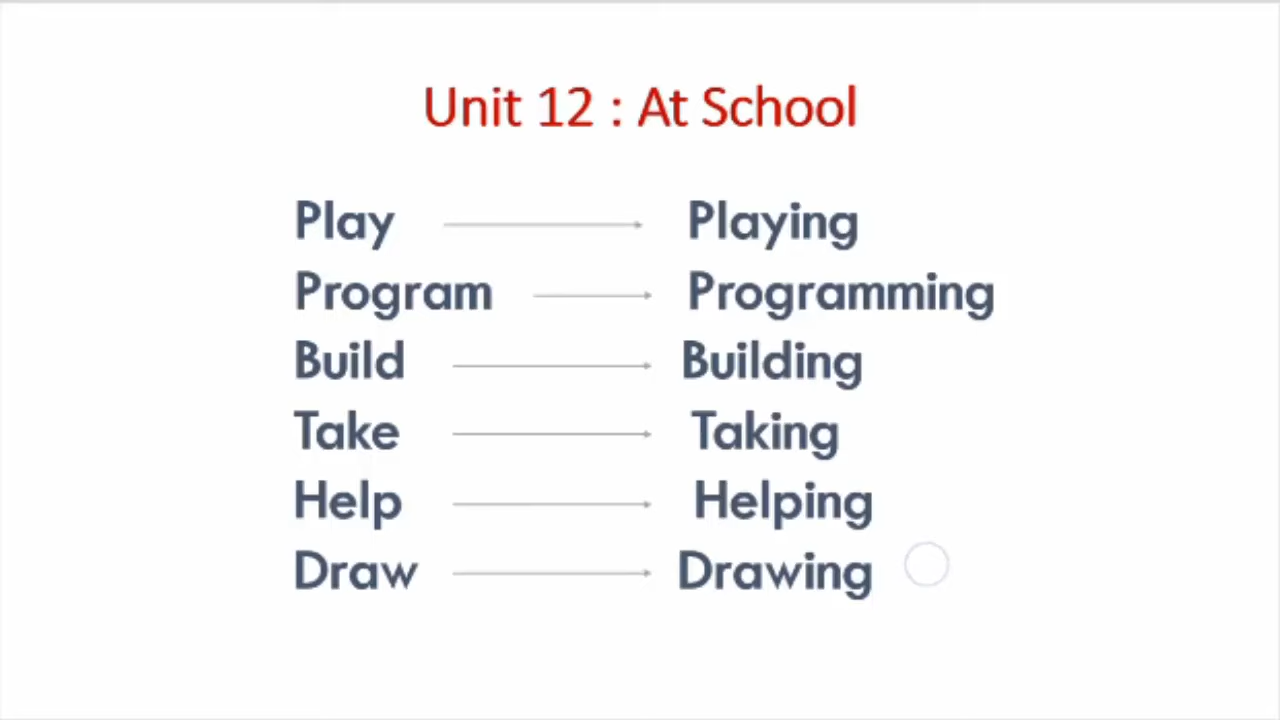 Unit 12 : At School
Play Playing
Program Programming
Build Building
Take Taking
Help Helping
Draw Drawing